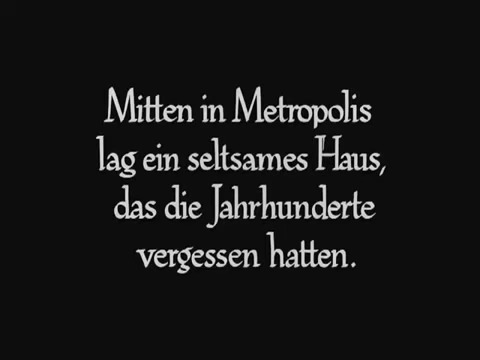 Mitten in Metropolis
lag ein seltsames Haus,
das die Jahrhunderte
vergessen hatten.